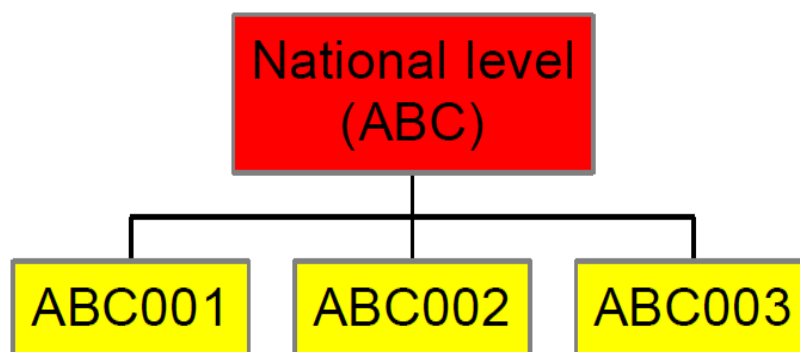 National level
(ABC)
ABC001
ABC002
ABC003